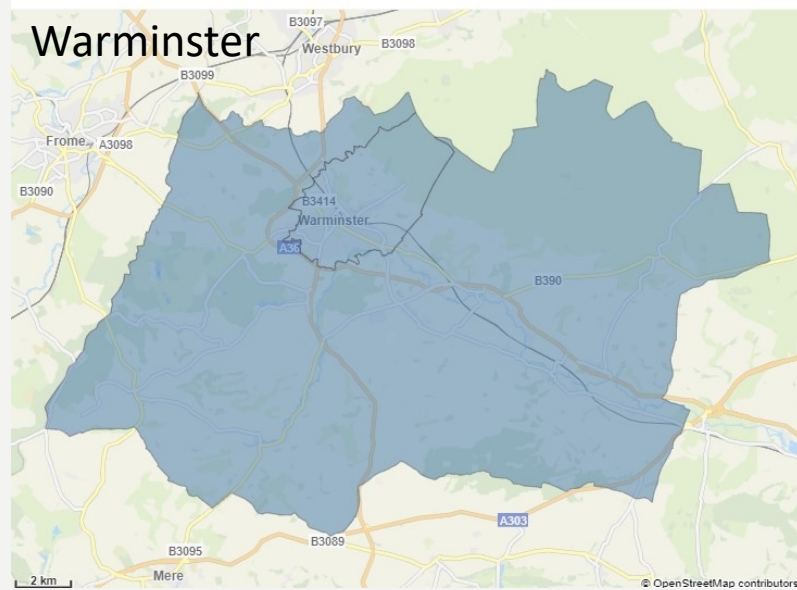 Warminster
B3097
Westbury
B3098
B3099
Frome
A3098
B3090
B3414
Warminster
A36
B390
A303
B3089
B3095
Mere
2 km
© OpenStreetMap contributors